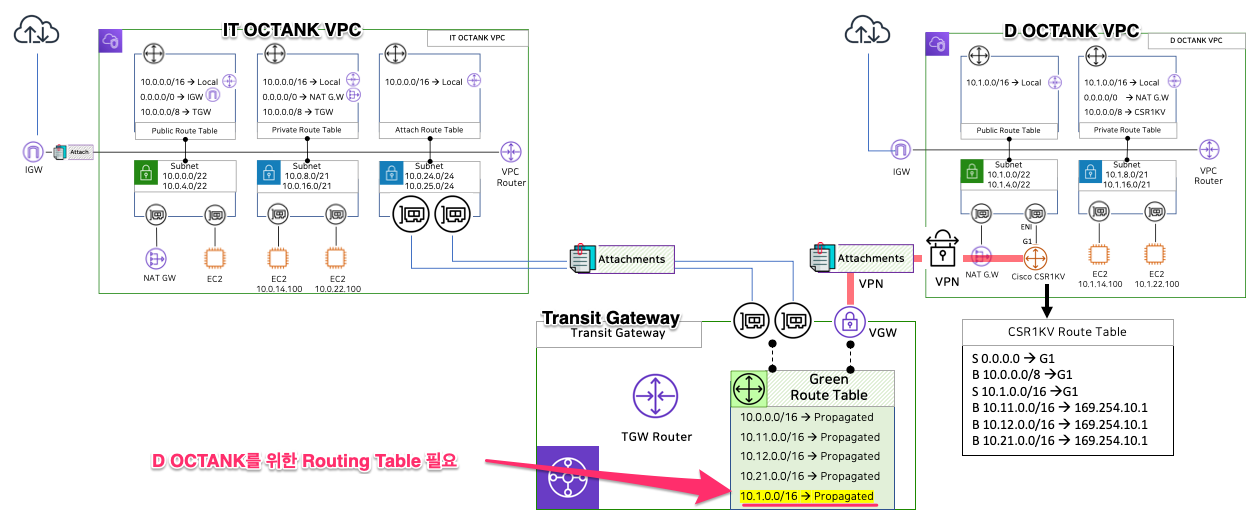 IT OCTANK VPC
IT OCTANK VPC
10.0.0.0/16 → Local
0.0.0.0/0 → IGW
10.0.0.0/8 → TGW
Public Route Table
10.0.0.0/16 → Local
0.0.0.0/0 → NAT G.W
10.0.0.0/8 → TGW
Private Route Table
10.0.0.0/16 → Local
Attach Route Table
IGW
Attach
VPC
Router
Subnet
10.0.0.0/22
10.0.4.0/22
Subnet
10.0.8.0/21
10.0.16.0/21
Subnet
10.0.24.0/24
10.0.25.0/24
NAT GW
EC2
EC2
10.0.14.100
EC2
10.0.22.100
D OCTANK VPC
D OCTANK VPC
10.1.0.0/16 → Local
Public Route Table
10.1.0.0/16 → Local
0.0.0.0/0 → NAT G.W
10.0.0.0/8 → CSR1KV
Private Route Table
IGW
VPC
Router
Subnet
10.1.0.0/22
10.1.4.0/22
Subnet
10.1.8.0/21
10.1.16.0/21
ENI
G1
NAT G.W
Cisco CSR1KV
EC2
10.1.14.100
EC2
10.1.22.100
Attachments
Attachments
VPN
VPN
Transit Gateway
Transit Gateway
VGW
TGW Router
Green
Route Table
10.0.0.0/16 → Propagated
10.11.0.0/16 → Propagated
10.12.0.0/16 → Propagated
10.21.0.0/16 → Propagated
10.1.0.0/16 → Propagated
D OCTANK를 위한 Routing Table 필요
CSR1KV Route Table
S 0.0.0.0 → G1
B 10.0.0.0/8 →G1
S 10.1.0.0/16 →G1
B 10.11.0.0/16 → 169.254.10.1
B 10.12.0.0/16 → 169.254.10.1
B 10.21.0.0/16 → 169.254.10.1